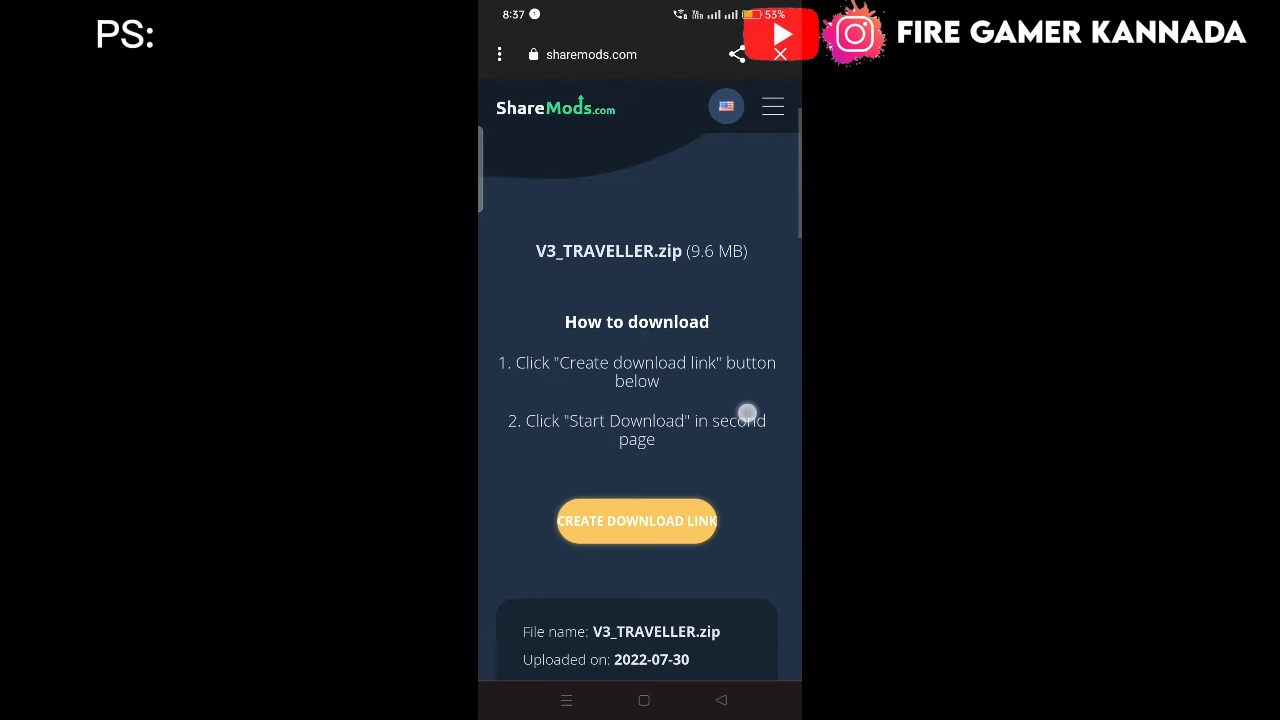 PS:
8:37
53%
FIRE GAMER KANNADA
sharemods.com
ShareMods.com
V3_TRAVELLER.zip (9.6 MB)
How to download
1. Click "Create download link" button
below
2. Click "Start Download" in second
page
CREATE DOWNLOAD LINK
File name: V3_TRAVELLER.zip
Uploaded on: 2022-07-30